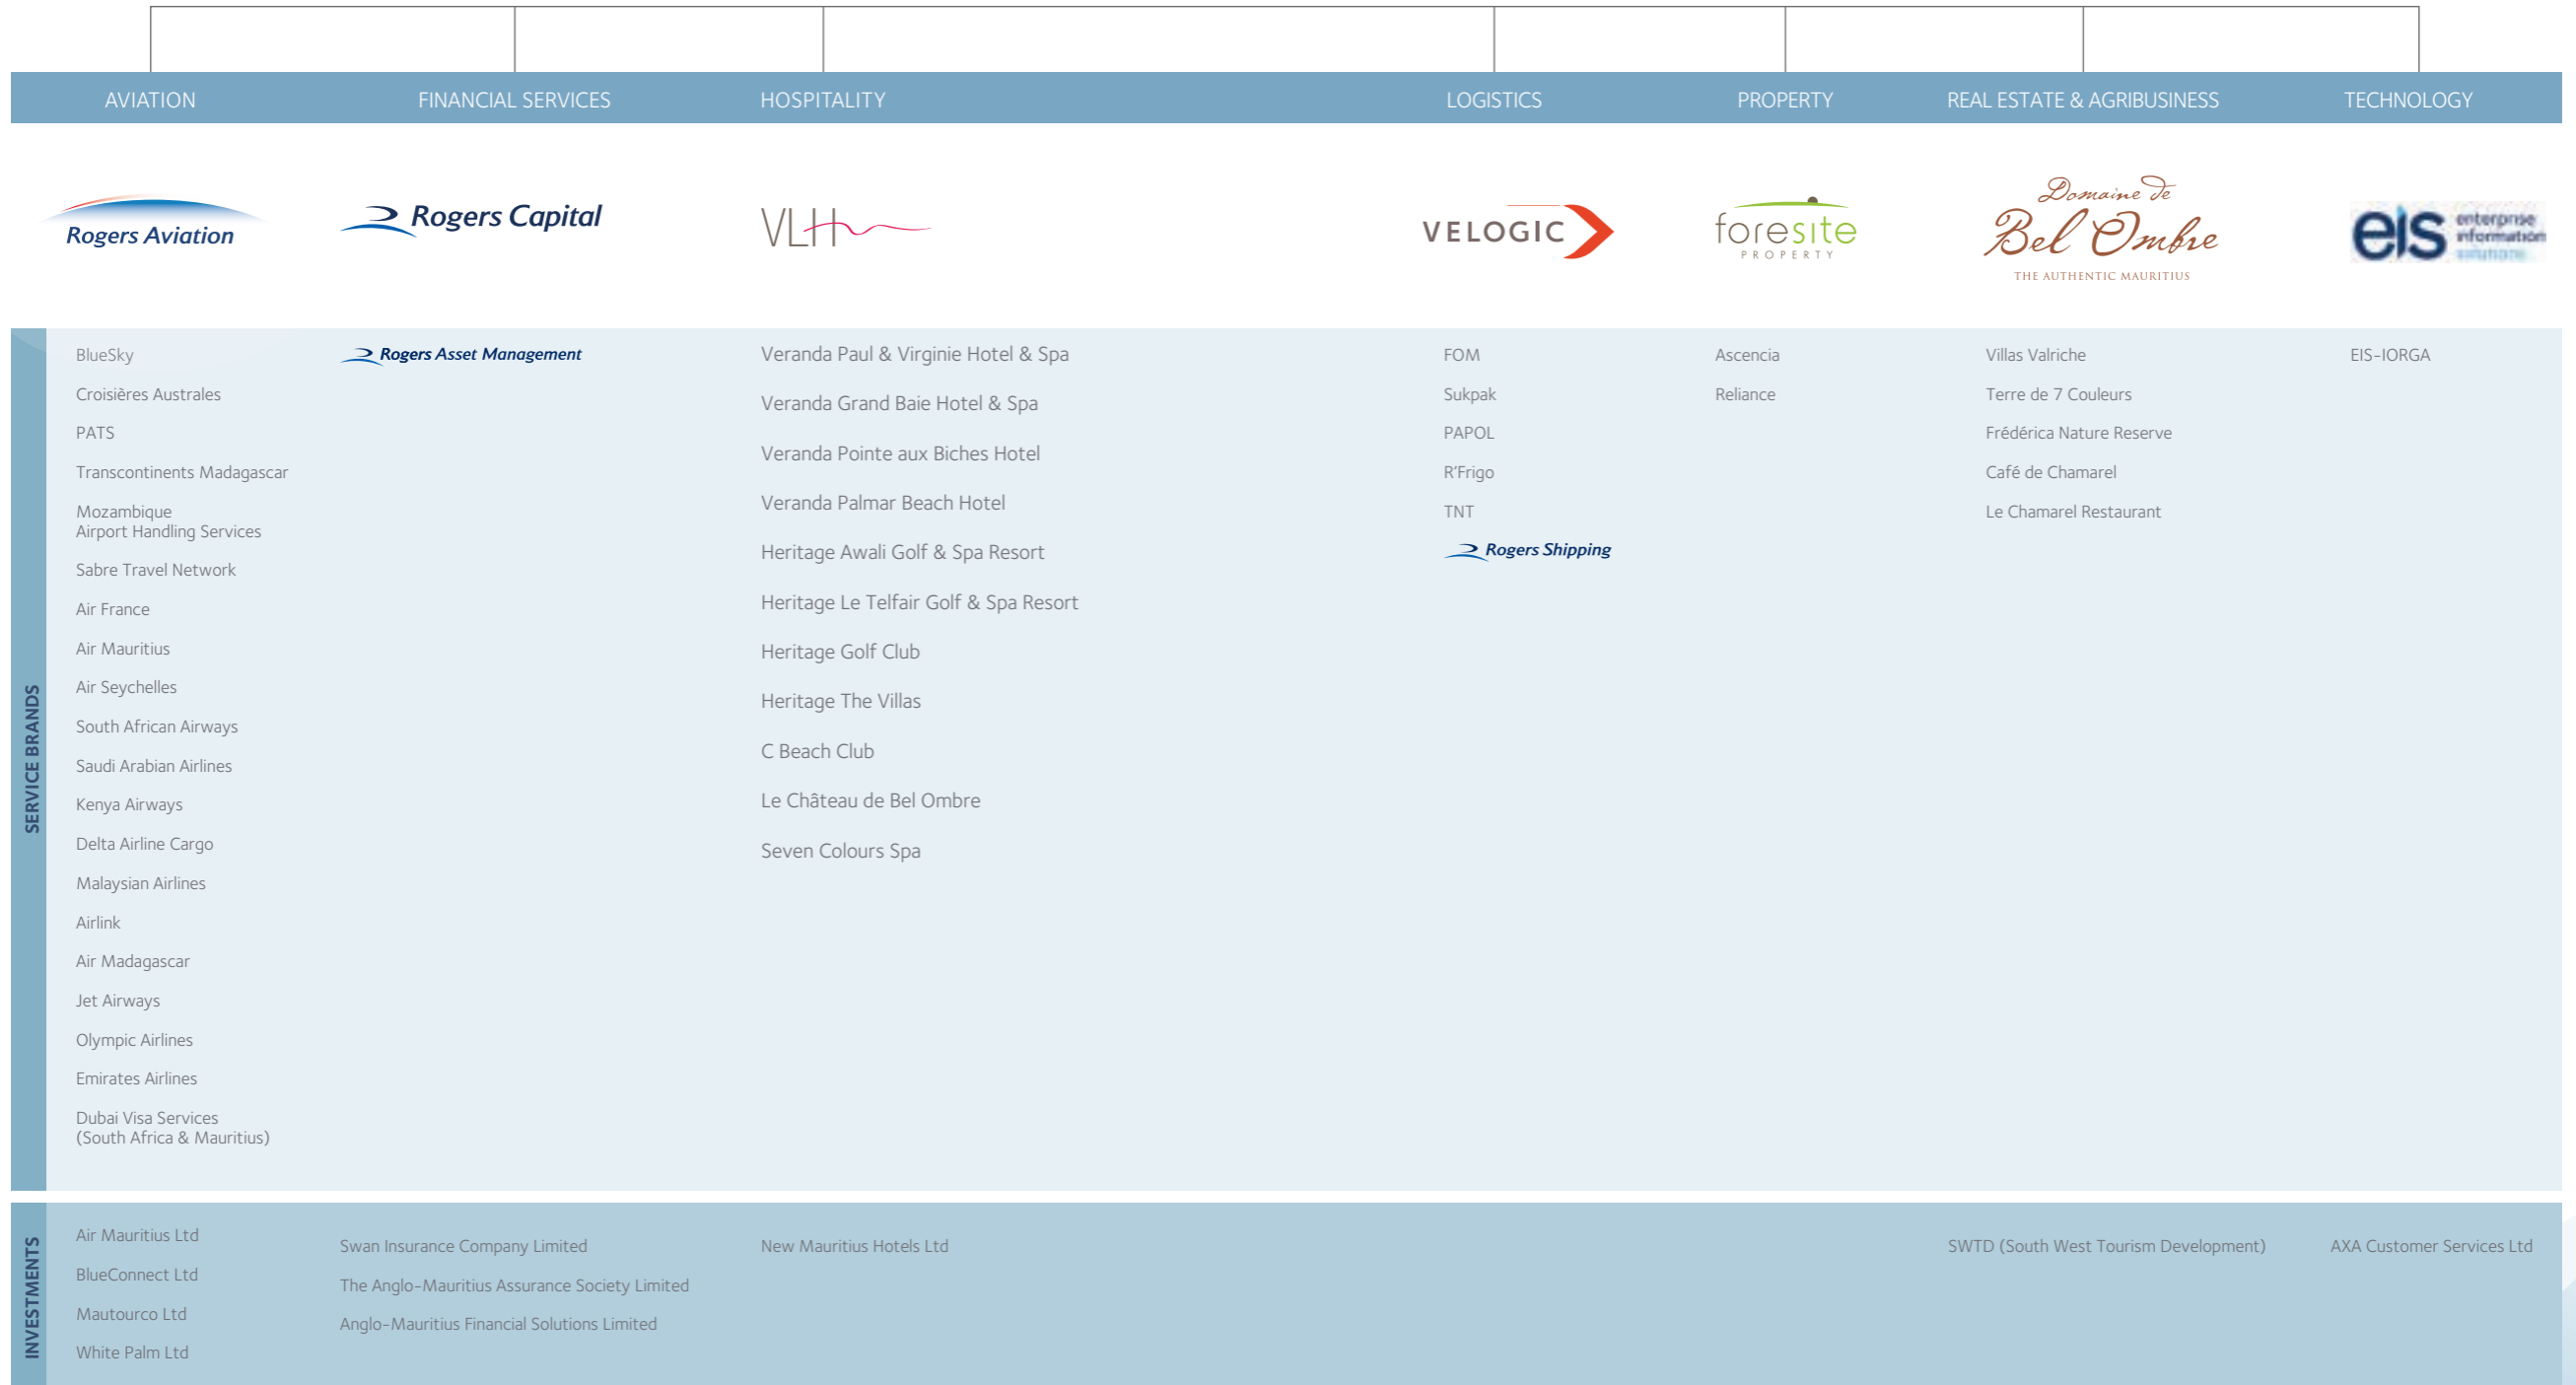 AVIATION
FINANCIAL SERVICES
HOSPITALITY
LOGISTICS
PROPERTY
REAL ESTATE & AGRIBUSINESS
TECHNOLOGY
Rogers Aviation
Rogers Capital
VLH
VELOGIC
foresite
PROPERTY
Domaine de
Bel Ombre
THE AUTHENTIC MAURITIUS
eis
enterprise
information
solutions
SERVICE BRANDS
BlueSky
Croisières Australes
PATS
Transcontinents Madagascar
Mozambique
Airport Handling Services
Sabre Travel Network
Air France
Air Mauritius
Air Seychelles
South African Airways
Saudi Arabian Airlines
Kenya Airways
Delta Airline Cargo
Malaysian Airlines
Airlink
Air Madagascar
Jet Airways
Olympic Airlines
Emirates Airlines
Dubai Visa Services
(South Africa & Mauritius)
Rogers Asset Management
Veranda Paul & Virginie Hotel & Spa
Veranda Grand Baie Hotel & Spa
Veranda Pointe aux Biches Hotel
Veranda Palmar Beach Hotel
Heritage Awali Golf & Spa Resort
Heritage Le Telfair Golf & Spa Resort
Heritage Golf Club
Heritage The Villas
C Beach Club
Le Château de Bel Ombre
Seven Colours Spa
FOM
Sukpak
PAPOL
R'Frigo
TNT
Rogers Shipping
Ascencia
Reliance
Villas Valriche
Terre de 7 Couleurs
Frédérica Nature Reserve
Café de Chamarel
Le Chamarel Restaurant
EIS-IORGA
INVESTMENTS
Air Mauritius Ltd
BlueConnect Ltd
Mautourco Ltd
White Palm Ltd
Swan Insurance Company Limited
The Anglo-Mauritius Assurance Society Limited
Anglo-Mauritius Financial Solutions Limited
New Mauritius Hotels Ltd
SWTD (South West Tourism Development)
AXA Customer Services Ltd